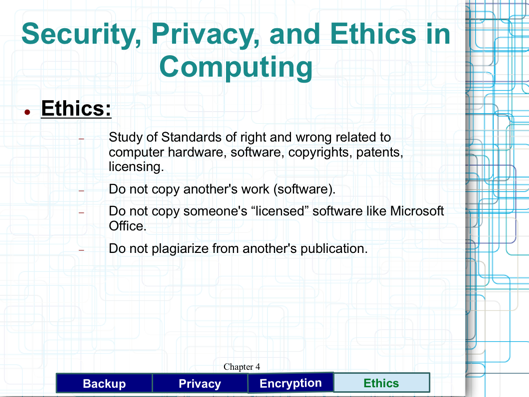 Security, Privacy, and Ethics in
Computing
● Ethics:
– Study of Standards of right and wrong related to
computer hardware, software, copyrights, patents,
licensing.
– Do not copy another's work (software).
– Do not copy someone's “licensed” software like Microsoft
Office.
– Do not plagiarize from another's publication.
Chapter 4
Backup Privacy Encryption Ethics